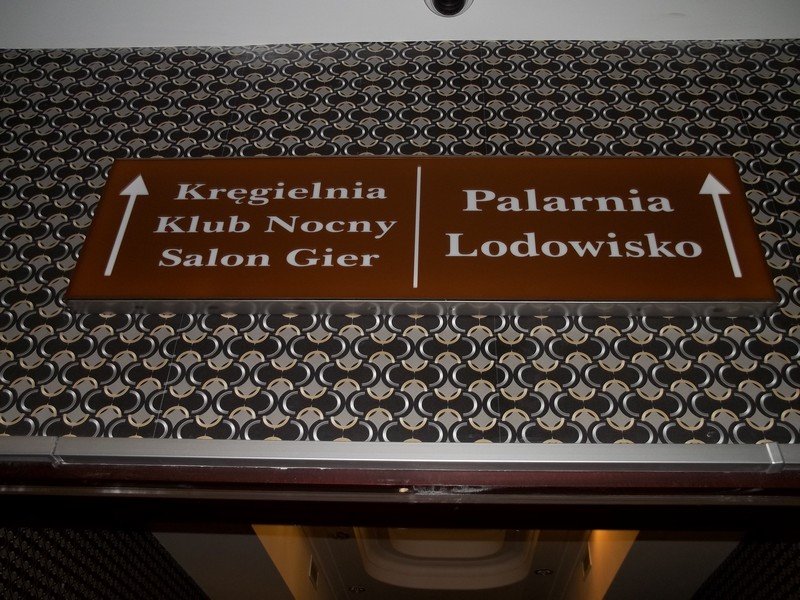 Kręgielnia
Klub Nocny
Salon Gier
Palarnia
Lodowisko